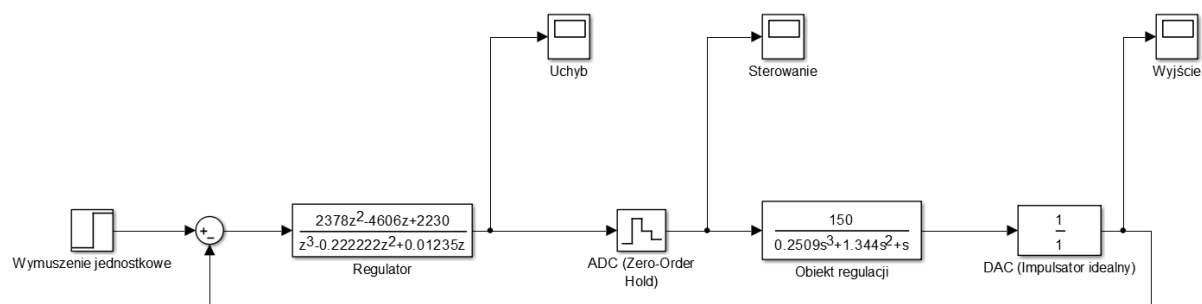 Uchyb
Sterowanie
Wyjście
Wymuszenie jednostkowe
+
−
2378z²-4606z+2230
z³-0.222222z²+0.01235z
Regulator
ADC (Zero-Order
Hold)
150
0.2509s³+1.344s²+s
Obiekt regulacji
1
1
DAC (Impulsator idealny)